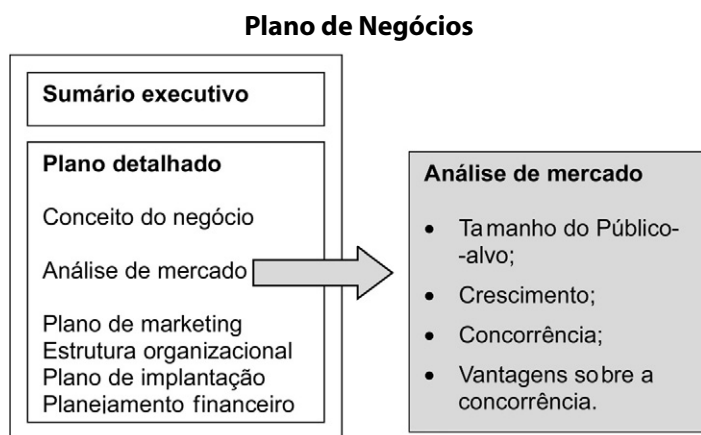 Plano de Negócios
Sumário executivo
Plano detalhado
Conceito do negócio
Análise de mercado
Plano de marketing
Estrutura organizacional
Plano de implantação
Planejamento financeiro
Análise de mercado
• Tamanho do Público-
-alvo;
• Crescimento;
• Concorrência;
• Vantagens sobre a
concorrência.